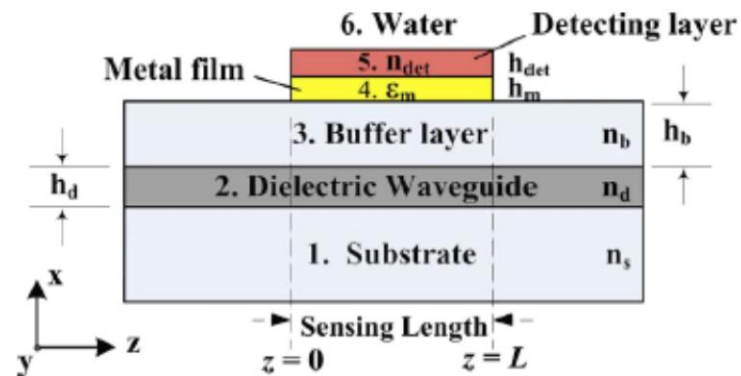 6. Water
Detecting layer
Metal film
5. n_det
h_det
4. ε_m
h_m
3. Buffer layer
n_b
h_b
h_d
2. Dielectric Waveguide
n_d
1. Substrate
n_s
x
Sensing Length
z
y
z = 0
z = L